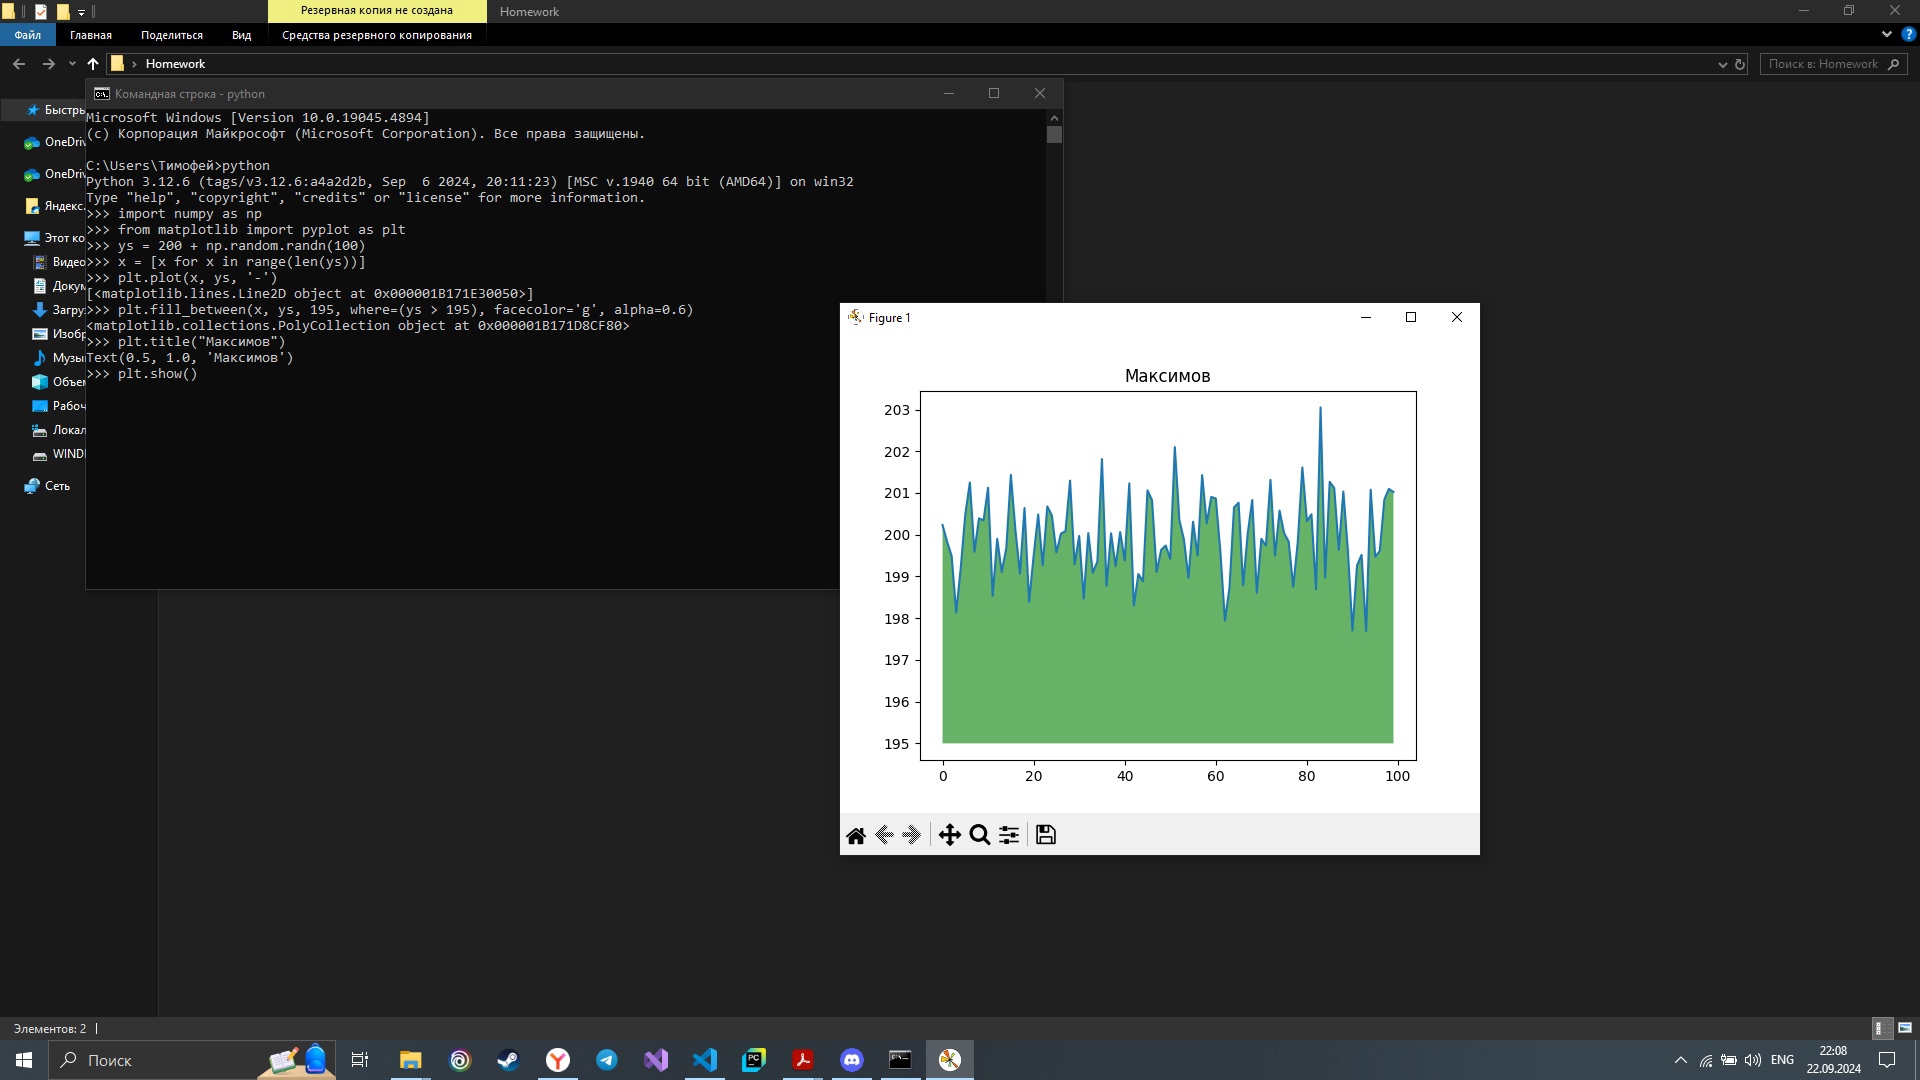 Резервная копия не создана
Homework
Файл
Главная
Поделиться
Вид
Средства резервного копирования
Homework
Поиск в: Homework
Командная строка - python
Microsoft Windows [Version 10.0.19045.4894]
(c) Корпорация Майкрософт (Microsoft Corporation). Все права защищены.
C:\Users\Тимофей>python
Python 3.12.6 (tags/v3.12.6:a4a2d2b, Sep  6 2024, 20:11:23) [MSC v.1940 64 bit (AMD64)] on win32
Type "help", "copyright", "credits" or "license" for more information.
>>> import numpy as np
>>> from matplotlib import pyplot as plt
>>> ys = 200 + np.random.randn(100)
>>> x = [x for x in range(len(ys))]
>>> plt.plot(x, ys, '-')
[<matplotlib.lines.Line2D object at 0x000001B171E30050>]
>>> plt.fill_between(x, ys, 195, where=(ys > 195), facecolor='g', alpha=0.6)
<matplotlib.collections.PolyCollection object at 0x000001B171D8CF80>
>>> plt.title("Максимов")
Text(0.5, 1.0, 'Максимов')
>>> plt.show()
Быстры
OneDriv
OneDriv
Яндекс.
Этот ко
Видео
Докум
Загру
Изобр
Музы
Объем
Рабоч
Локал
WIND
Сеть
Figure 1
Максимов
203
202
201
200
199
198
197
196
195
0
20
40
60
80
100
Элементов: 2
Поиск
ENG
22:08
22.09.2024